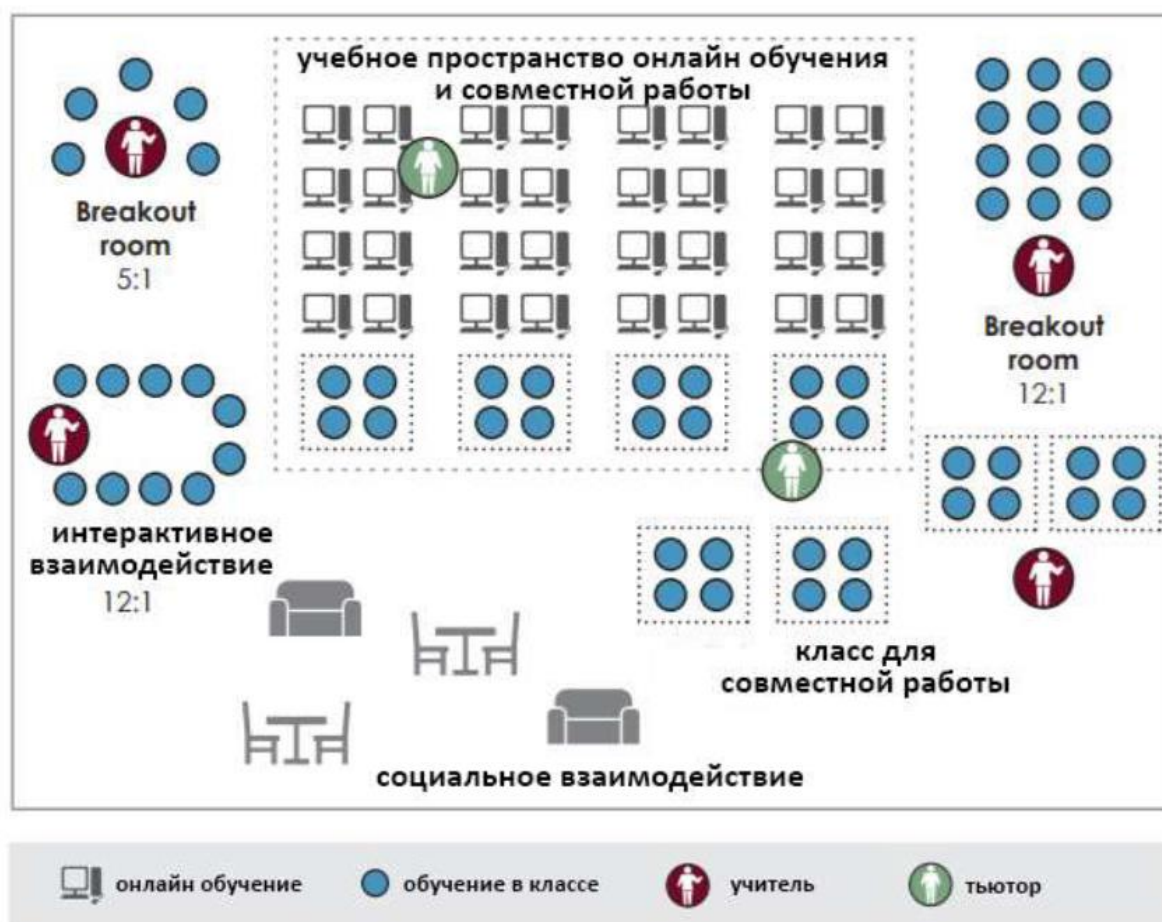 учебное пространство онлайн обучения
и совместной работы
Breakout
room
5:1
Breakout
room
12:1
интерактивное
взаимодействие
12:1
класс для
совместной работы
социальное взаимодействие
онлайн обучение
обучение в классе
учитель
тьютор